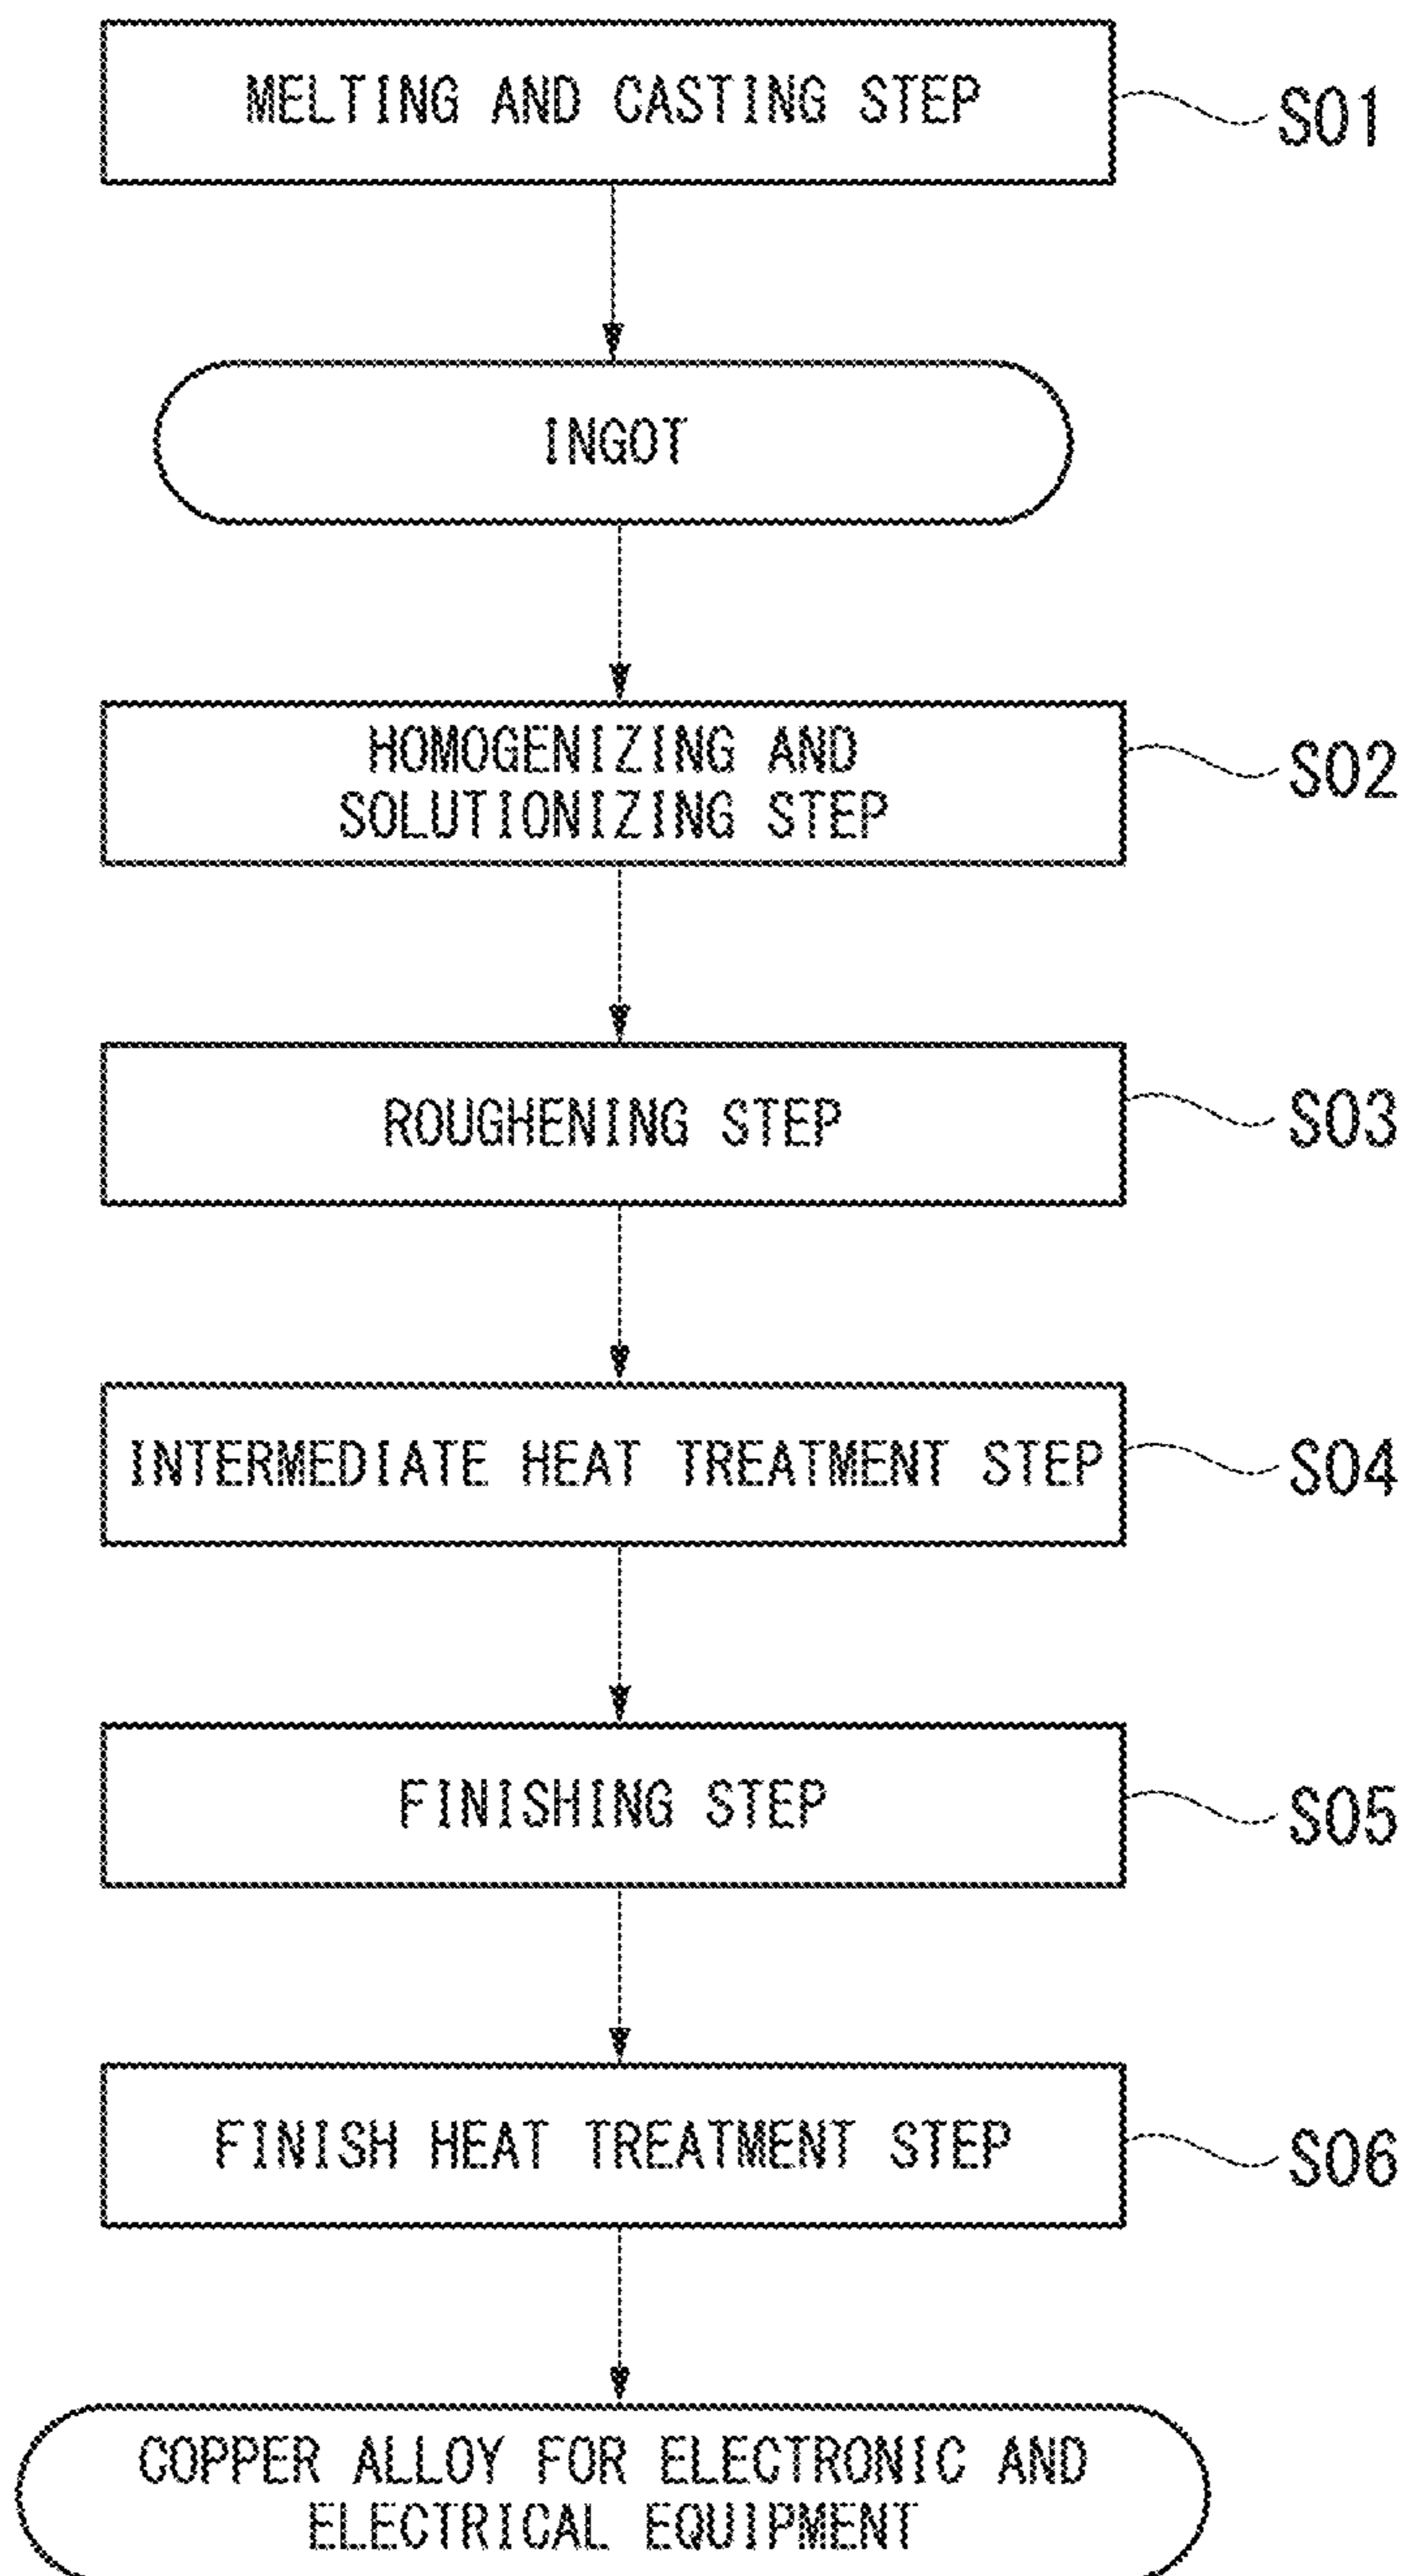 MELTING AND CASTING STEP
S01
INGOT
HOMOGENIZING AND
SOLUTIONIZING STEP
S02
ROUGHENING STEP
S03
INTERMEDIATE HEAT TREATMENT STEP
S04
FINISHING STEP
S05
FINISH HEAT TREATMENT STEP
S06
COPPER ALLOY FOR ELECTRONIC AND
ELECTRICAL EQUIPMENT